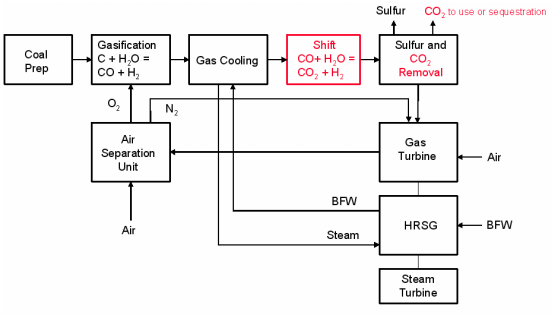 Sulfur
CO2 to use or sequestration
Coal
Prep
Gasification
C + H2O =
CO + H2
Gas Cooling
Shift
CO+ H2O =
CO2 + H2
Sulfur and
CO2
Removal
O2
N2
Air
Separation
Unit
Gas
Turbine
Air
Air
BFW
HRSG
BFW
Steam
Steam
Turbine